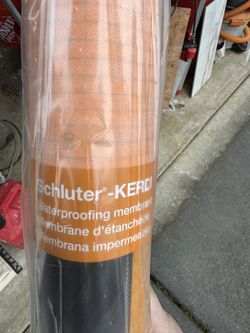 Schluter®-KERDI
Waterproofing membrane
Membrane d'étanchéité
Membrana impermeable